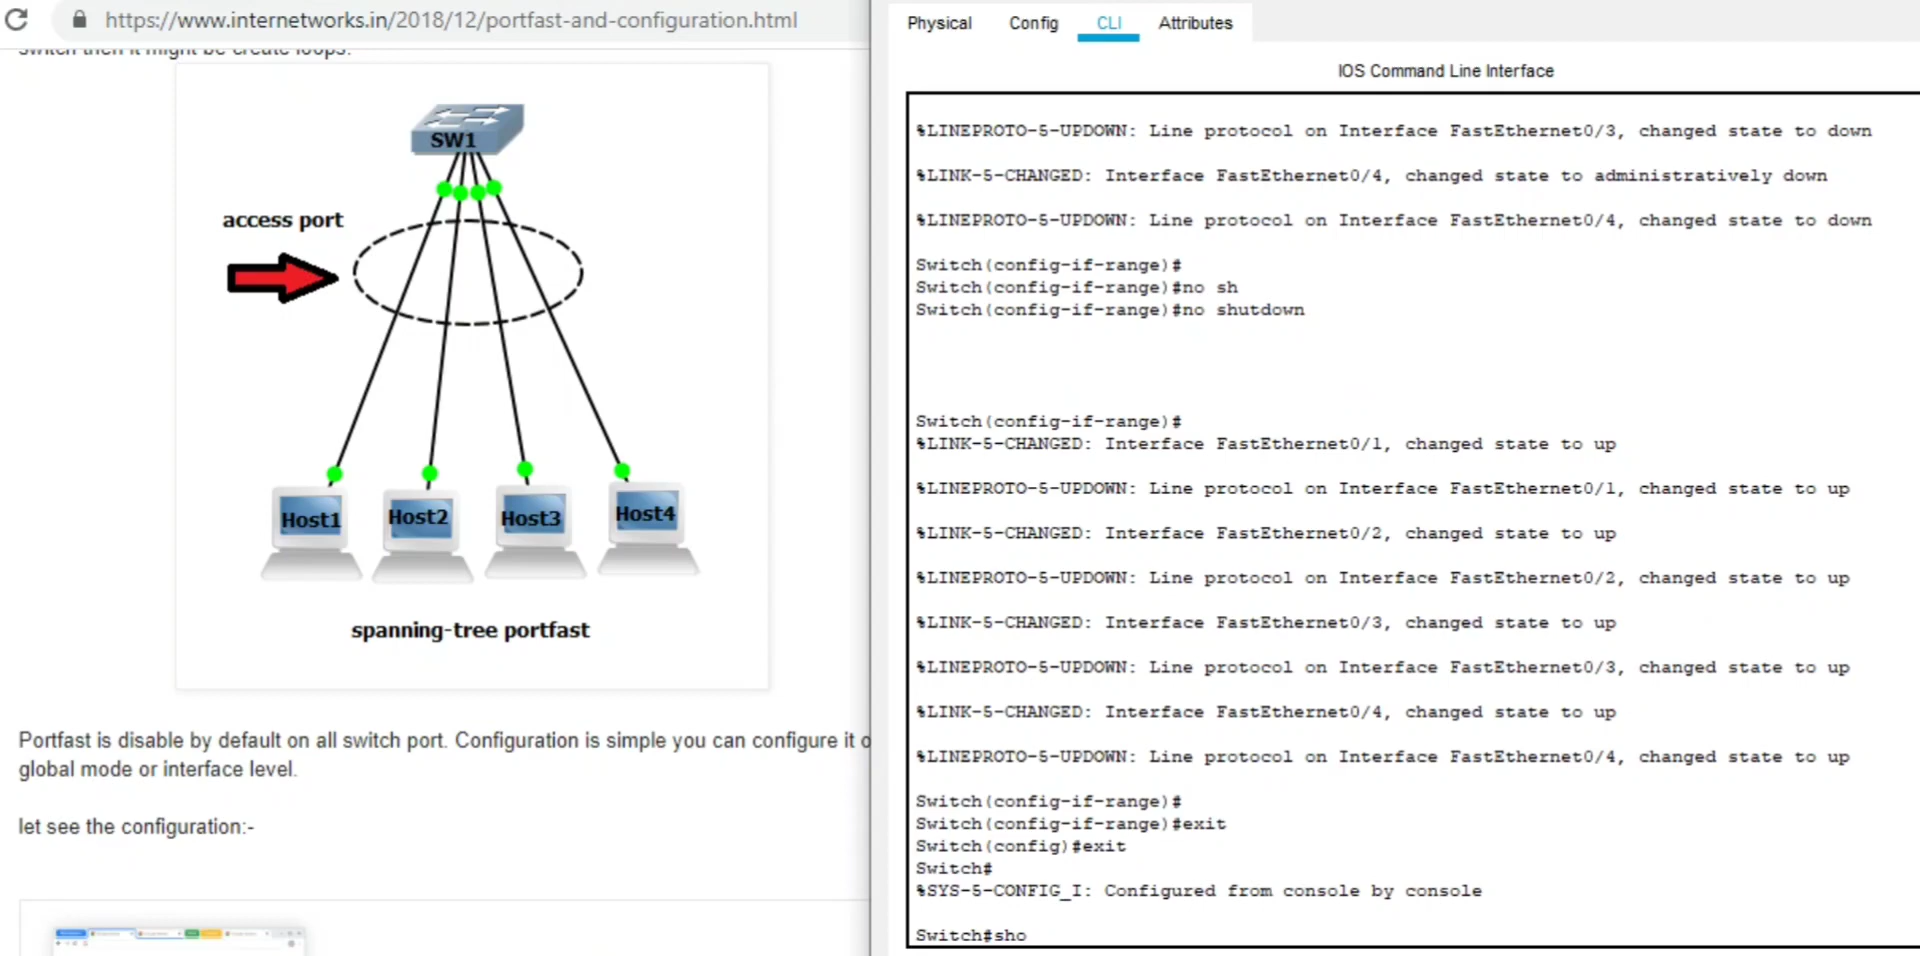 https://www.internetworks.in/2018/12/portfast-and-configuration.html
switch then it might be create loops.
SW1
access port
Host1
Host2
Host3
Host4
spanning-tree portfast
Portfast is disable by default on all switch port. Configuration is simple you can configure it o
global mode or interface level.
let see the configuration:-
Physical
Config
CLI
Attributes
IOS Command Line Interface
%LINEPROTO-5-UPDOWN: Line protocol on Interface FastEthernet0/3, changed state to down
%LINK-5-CHANGED: Interface FastEthernet0/4, changed state to administratively down
%LINEPROTO-5-UPDOWN: Line protocol on Interface FastEthernet0/4, changed state to down
Switch(config-if-range)#
Switch(config-if-range)#no sh
Switch(config-if-range)#no shutdown
Switch(config-if-range)#
%LINK-5-CHANGED: Interface FastEthernet0/1, changed state to up
%LINEPROTO-5-UPDOWN: Line protocol on Interface FastEthernet0/1, changed state to up
%LINK-5-CHANGED: Interface FastEthernet0/2, changed state to up
%LINEPROTO-5-UPDOWN: Line protocol on Interface FastEthernet0/2, changed state to up
%LINK-5-CHANGED: Interface FastEthernet0/3, changed state to up
%LINEPROTO-5-UPDOWN: Line protocol on Interface FastEthernet0/3, changed state to up
%LINK-5-CHANGED: Interface FastEthernet0/4, changed state to up
%LINEPROTO-5-UPDOWN: Line protocol on Interface FastEthernet0/4, changed state to up
Switch(config-if-range)#
Switch(config-if-range)#exit
Switch(config)#exit
Switch#
%SYS-5-CONFIG_I: Configured from console by console
Switch#sho